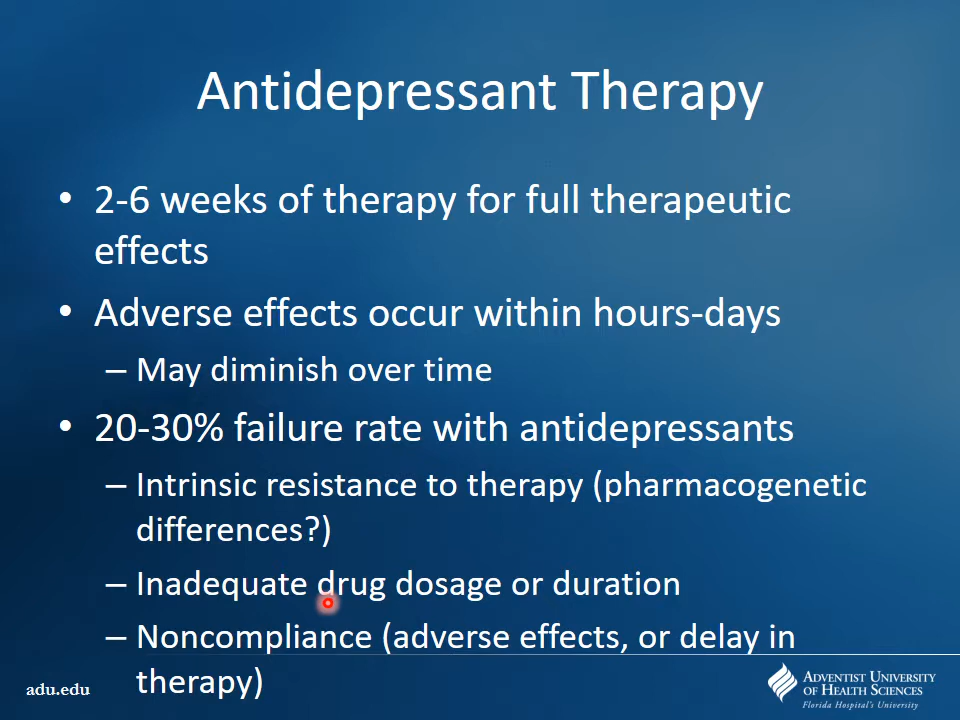 Antidepressant Therapy
• 2-6 weeks of therapy for full therapeutic
effects
• Adverse effects occur within hours-days
– May diminish over time
• 20-30% failure rate with antidepressants
– Intrinsic resistance to therapy (pharmacogenetic
differences?)
– Inadequate drug dosage or duration
– Noncompliance (adverse effects, or delay in
therapy)
adu.edu
ADVENTIST UNIVERSITY
OF HEALTH SCIENCES
Florida Hospital's University